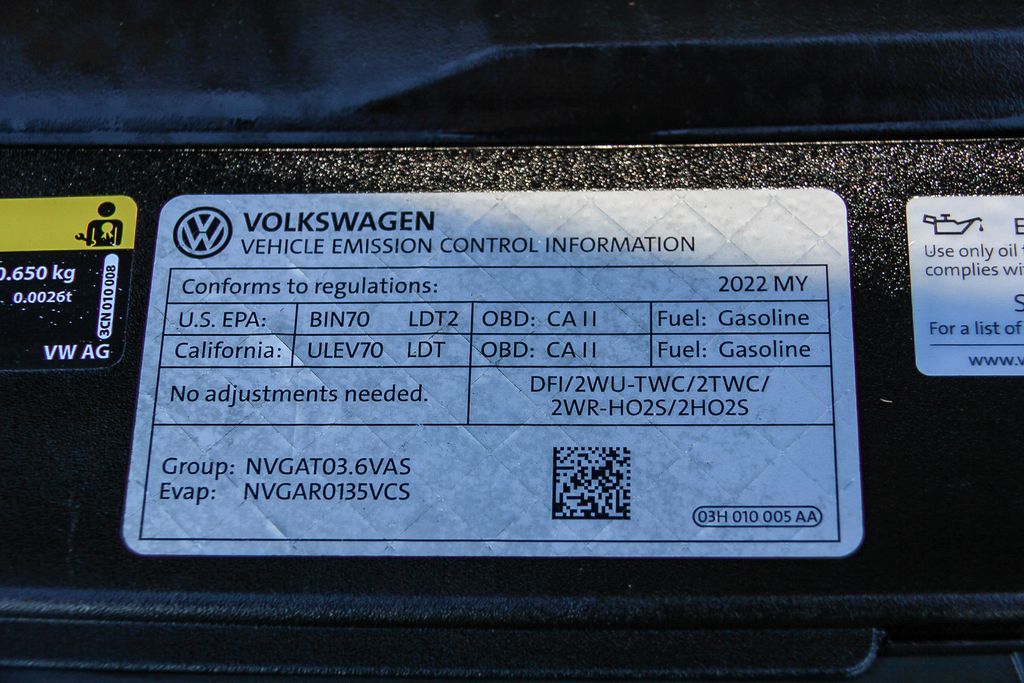 VOLKSWAGEN
VEHICLE EMISSION CONTROL INFORMATION
Conforms to regulations: 2022 MY
U.S. EPA: BIN70 LDT2 OBD: CA II Fuel: Gasoline
California: ULEV70 LDT OBD: CA II Fuel: Gasoline
No adjustments needed.
DFI/2WU-TWC/2TWC/
2WR-HO2S/2HO2S
Group: NVGAT03.6VAS
Evap: NVGAR0135VCS
03H 010 005 AA
0.650 kg
0.0026t
3CN 010 008
VW AG
Use only oil
complies
For a list of
www.